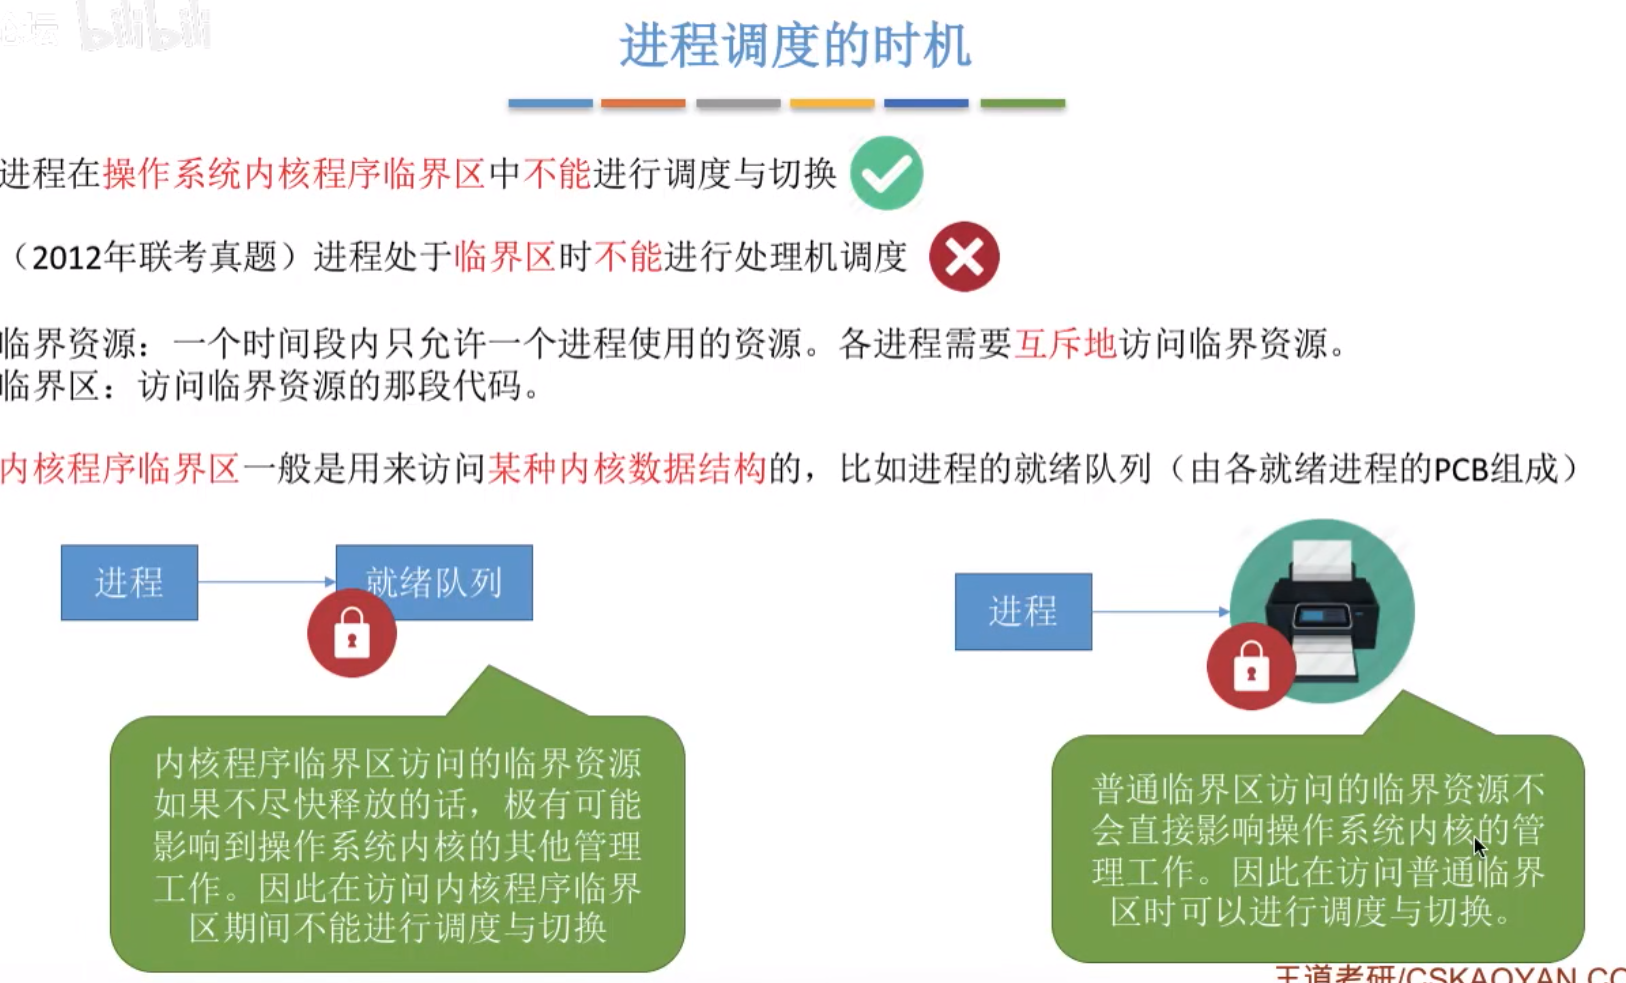 论坛 bilibili
进程调度的时机
进程在操作系统内核程序临界区中不能进行调度与切换
（2012年联考真题）进程处于临界区时不能进行处理机调度
临界资源：一个时间段内只允许一个进程使用的资源。各进程需要互斥地访问临界资源。
临界区：访问临界资源的那段代码。
内核程序临界区一般是用来访问某种内核数据结构的，比如进程的就绪队列（由各就绪进程的PCB组成）
进程
就绪队列
进程
内核程序临界区访问的临界资源
如果不尽快释放的话，极有可能
影响到操作系统内核的其他管理
工作。因此在访问内核程序临界
区期间不能进行调度与切换
普通临界区访问的临界资源不
会直接影响操作系统内核的管
理工作。因此在访问普通临界
区时可以进行调度与切换。
王道考研/CSKAOYAN.CO